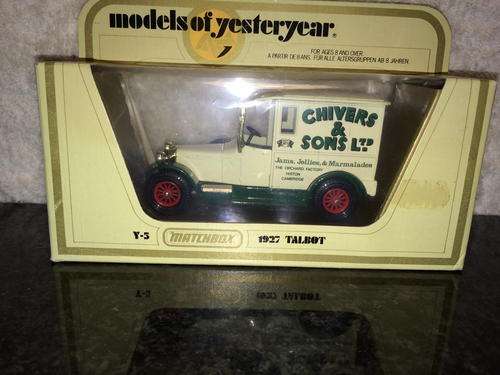 models of yesteryear®
FOR AGES 8 AND OVER
A PARTIR DE 8 ANS. FÜR ALLE ALTERSGRUPPEN AB 8 JAHREN.
CHIVERS
&
SONS LTD
Jams, Jellies, & Marmalades
THE ORCHARD FACTORY
HISTON
CAMBRIDGE
Y-5 MATCHBOX 1927 TALBOT